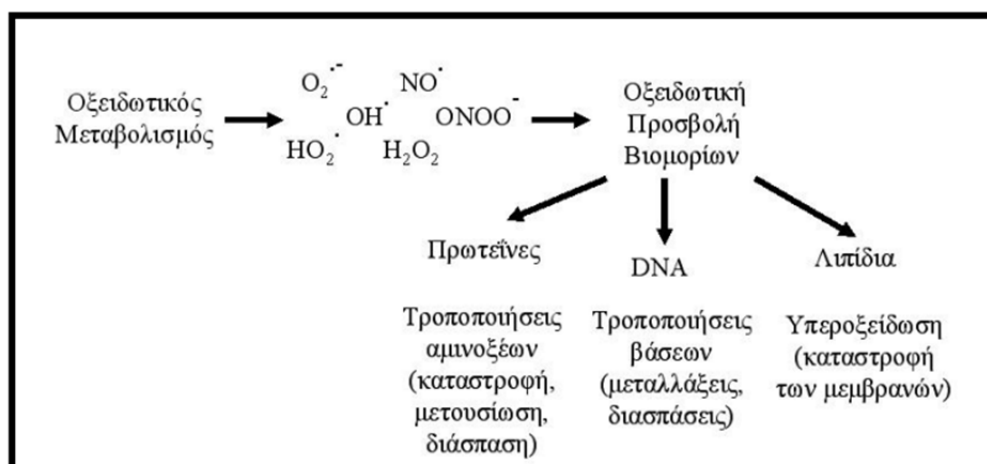 Οξειδωτικός
Μεταβολισμός
O₂˙⁻ NO˙
OH˙ ONOO⁻
HO₂˙ H₂O₂
Οξειδωτική
Προσβολή
Βιομορίων
Πρωτεΐνες
DNA
Λιπίδια
Τροποποιήσεις
αμινοξέων
(καταστροφή,
μετουσίωση,
διάσπαση)
Τροποποιήσεις
βάσεων
(μεταλλάξεις,
διασπάσεις)
Υπεροξείδωση
(καταστροφή
των μεμβρανών)